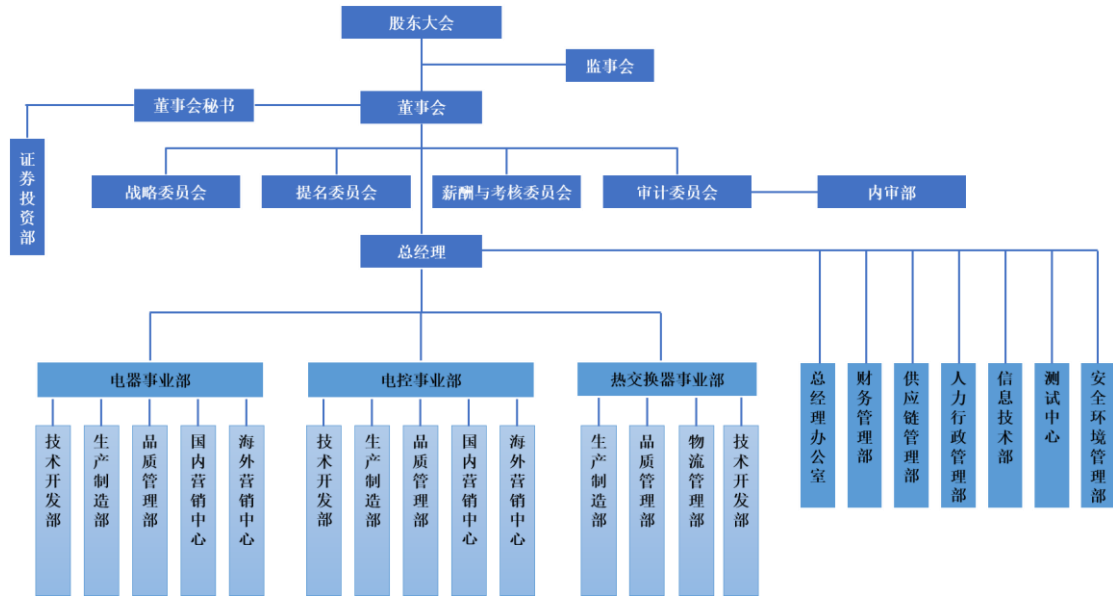 股东大会
监事会
董事会秘书
董事会
证券投资部
战略委员会
提名委员会
薪酬与考核委员会
审计委员会
内审部
总经理
电器事业部
电控事业部
热交换器事业部
总经理办公室
财务管理部
供应链管理部
人力行政管理部
信息技术部
测试中心
安全环境管理部
技术开发部
生产制造部
品质管理部
国内营销中心
海外营销中心
技术开发部
生产制造部
品质管理部
国内营销中心
海外营销中心
生产制造部
品质管理部
物流管理部
技术开发部